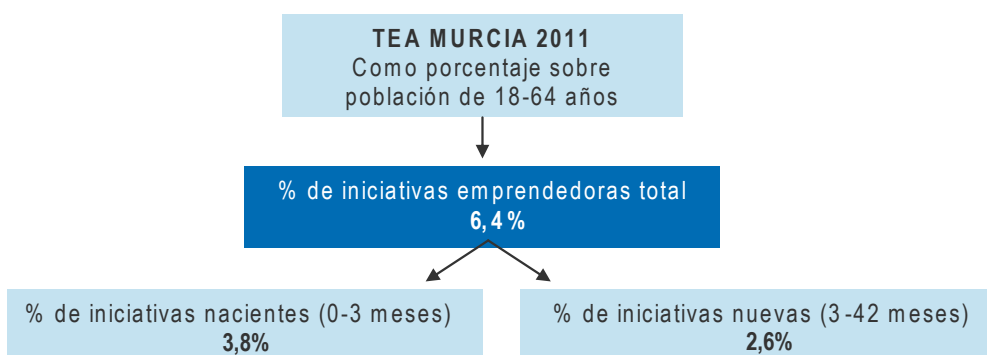 TEA MURCIA 2011
Como porcentaje sobre
población de 18-64 años
% de iniciativas emprendedoras total
6,4%
% de iniciativas nacientes (0-3 meses)
3,8%
% de iniciativas nuevas (3-42 meses)
2,6%